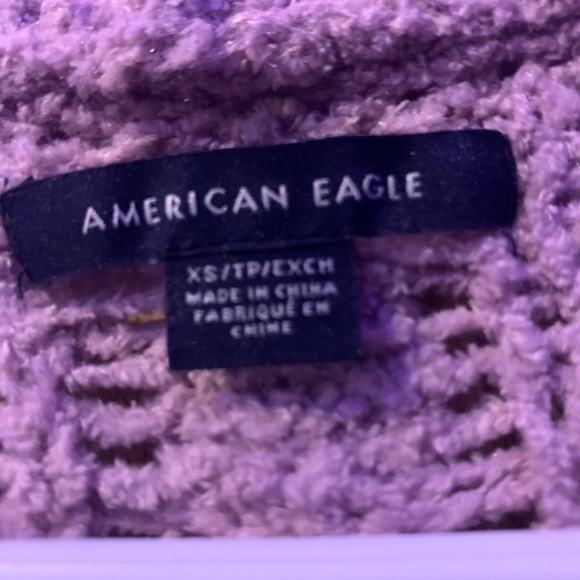 AMERICAN EAGLE
XS/TP/EXCH
MADE IN CHINA
FABRIQUÉ EN
CHINE